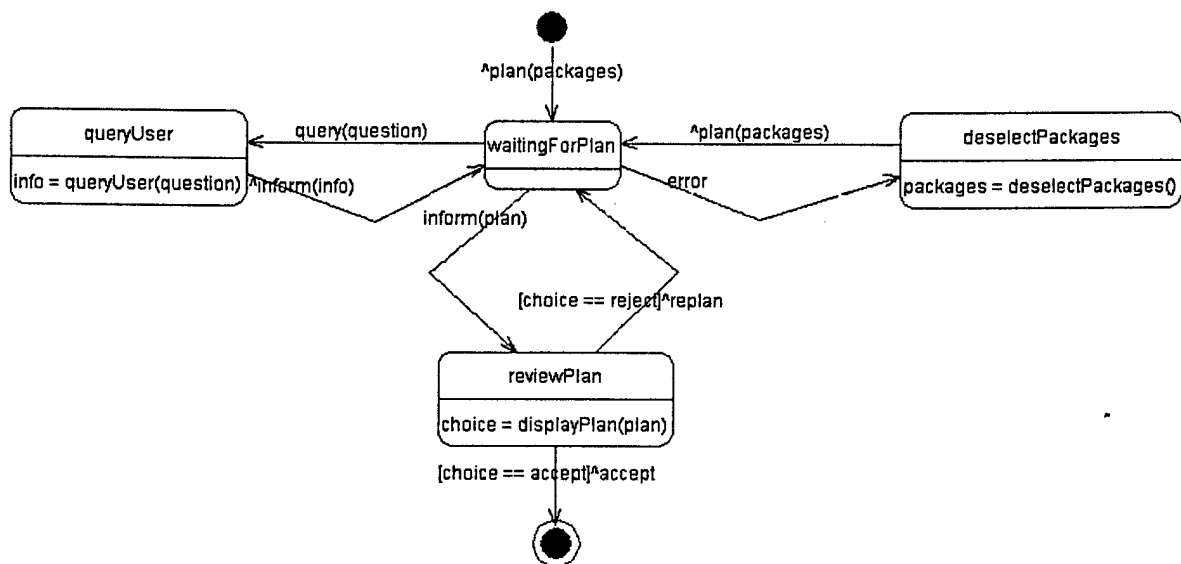 ^plan(packages)
queryUser
info = queryUser(question)
query(question)
^inform(info)
waitingForPlan
^plan(packages)
error
deselectPackages
packages = deselectPackages()
inform(plan)
[choice == reject]^replan
reviewPlan
choice = displayPlan(plan)
[choice == accept]^accept